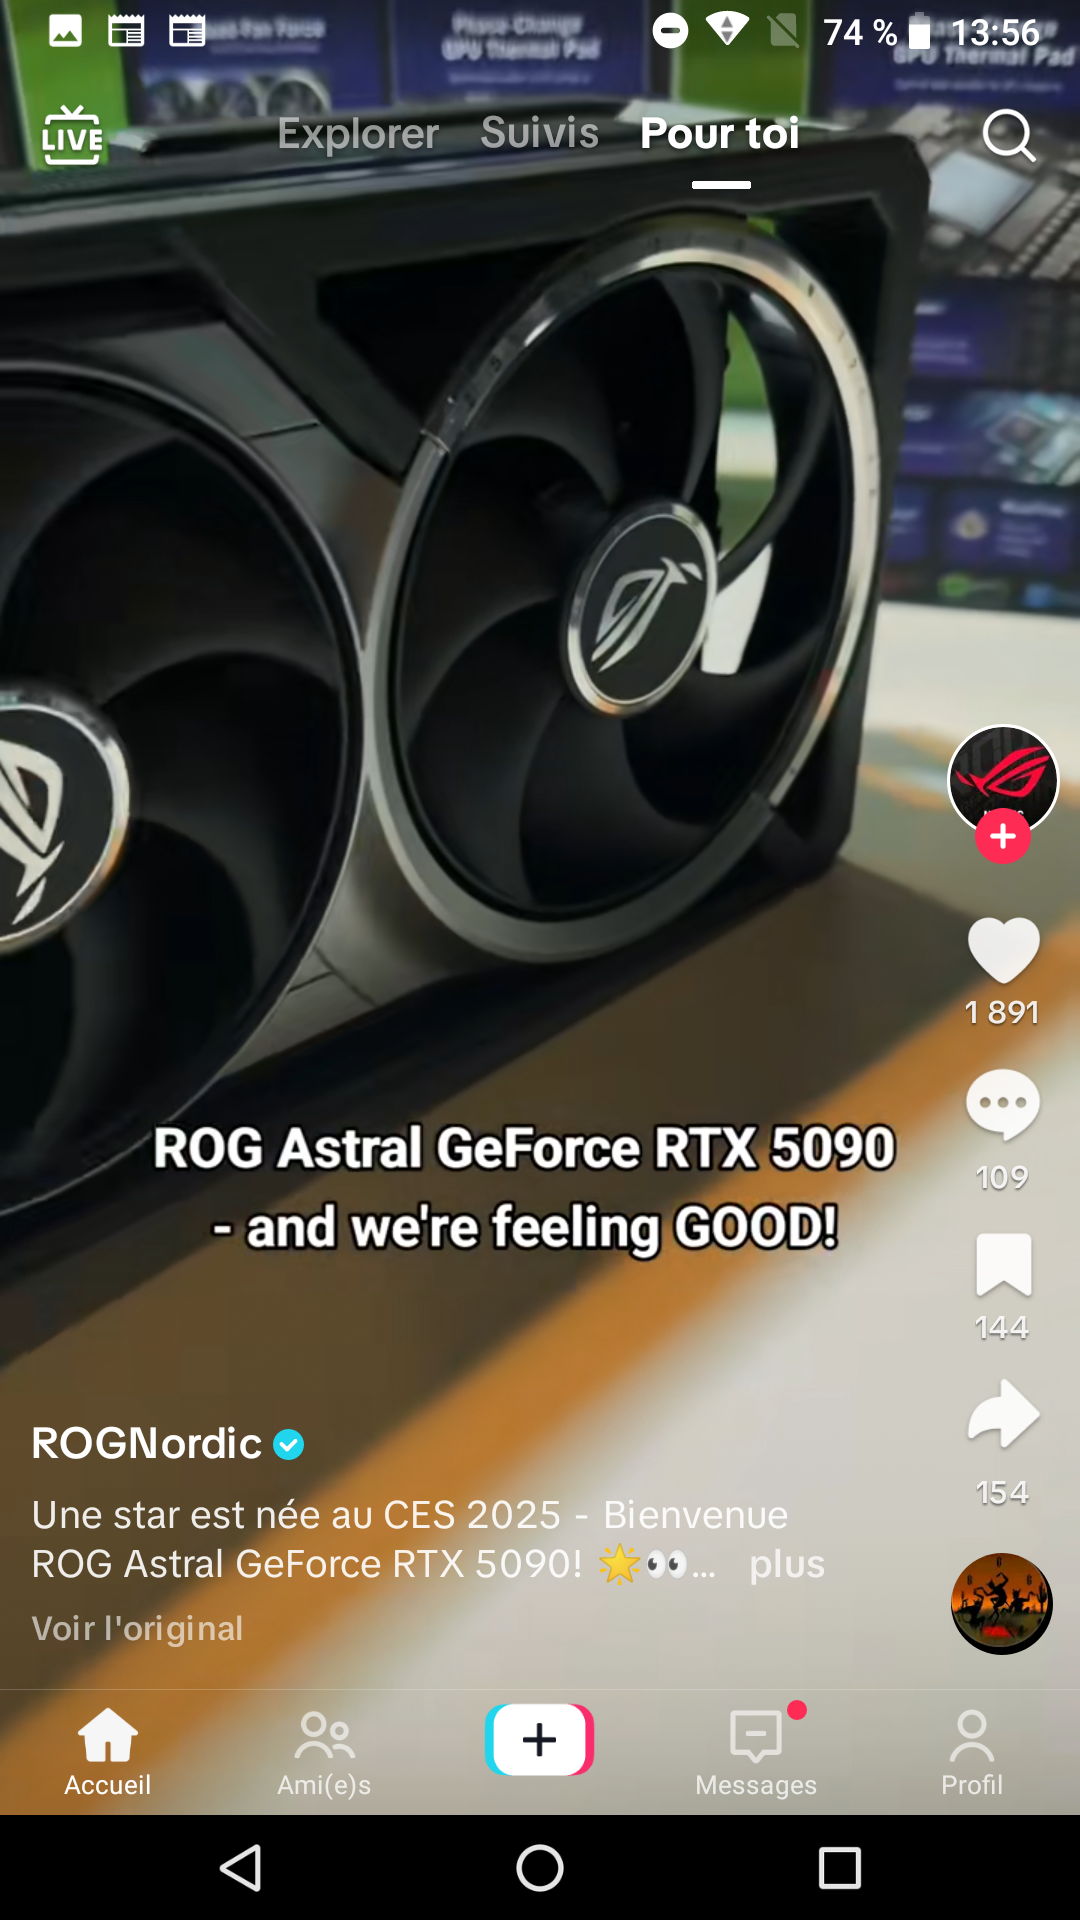 74 % 13:56
LIVE Explorer Suivis Pour toi
1 891
109
ROG Astral GeForce RTX 5090
- and we're feeling GOOD!
144
154
ROGNordic
Une star est née au CES 2025 - Bienvenue
ROG Astral GeForce RTX 5090! 🌟👀... plus
Voir l'original
Accueil Ami(e)s Messages Profil